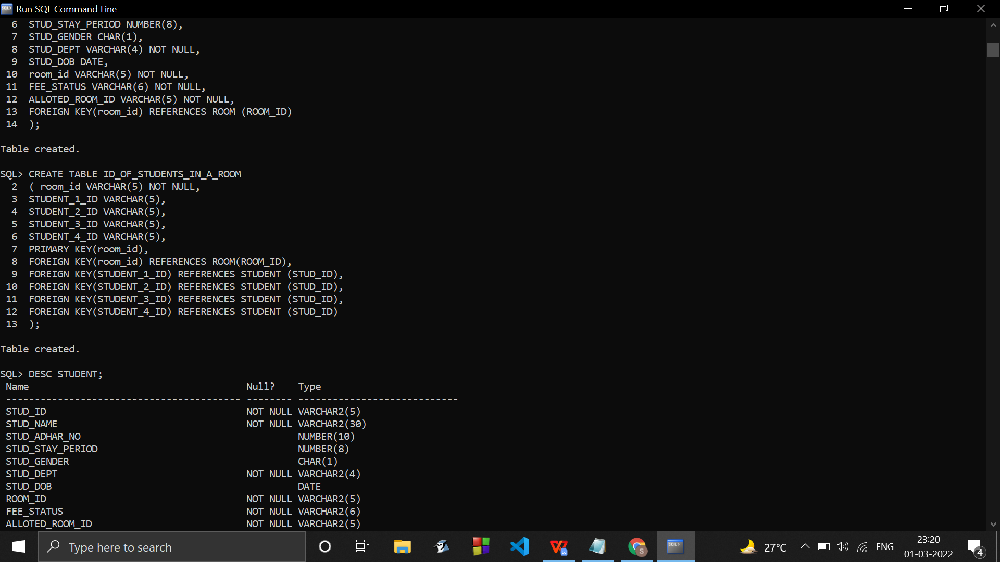 Run SQL Command Line
6 STUD_STAY_PERIOD NUMBER(8),
7 STUD_GENDER CHAR(1),
8 STUD_DEPT VARCHAR(4) NOT NULL,
9 STUD_DOB DATE,
10 room_id VARCHAR(5) NOT NULL,
11 FEE_STATUS VARCHAR(6) NOT NULL,
12 ALLOTED_ROOM_ID VARCHAR(5) NOT NULL,
13 FOREIGN KEY(room_id) REFERENCES ROOM (ROOM_ID)
14 );
Table created.
SQL> CREATE TABLE ID_OF_STUDENTS_IN_A_ROOM
2 ( room_id VARCHAR(5) NOT NULL,
3 STUDENT_1_ID VARCHAR(5),
4 STUDENT_2_ID VARCHAR(5),
5 STUDENT_3_ID VARCHAR(5),
6 STUDENT_4_ID VARCHAR(5),
7 PRIMARY KEY(room_id),
8 FOREIGN KEY(room_id) REFERENCES ROOM(ROOM_ID),
9 FOREIGN KEY(STUDENT_1_ID) REFERENCES STUDENT (STUD_ID),
10 FOREIGN KEY(STUDENT_2_ID) REFERENCES STUDENT (STUD_ID),
11 FOREIGN KEY(STUDENT_3_ID) REFERENCES STUDENT (STUD_ID),
12 FOREIGN KEY(STUDENT_4_ID) REFERENCES STUDENT (STUD_ID)
13 );
Table created.
SQL> DESC STUDENT;
Name Null? Type
----------------------------------------- -------- ----------------------------
STUD_ID NOT NULL VARCHAR2(5)
STUD_NAME NOT NULL VARCHAR2(30)
STUD_ADHAR_NO NUMBER(10)
STUD_STAY_PERIOD NUMBER(8)
STUD_GENDER CHAR(1)
STUD_DEPT NOT NULL VARCHAR2(4)
STUD_DOB DATE
ROOM_ID NOT NULL VARCHAR2(5)
FEE_STATUS NOT NULL VARCHAR2(6)
ALLOTED_ROOM_ID NOT NULL VARCHAR2(5)
Type here to search
27°C
ENG
23:20
01-03-2022
4